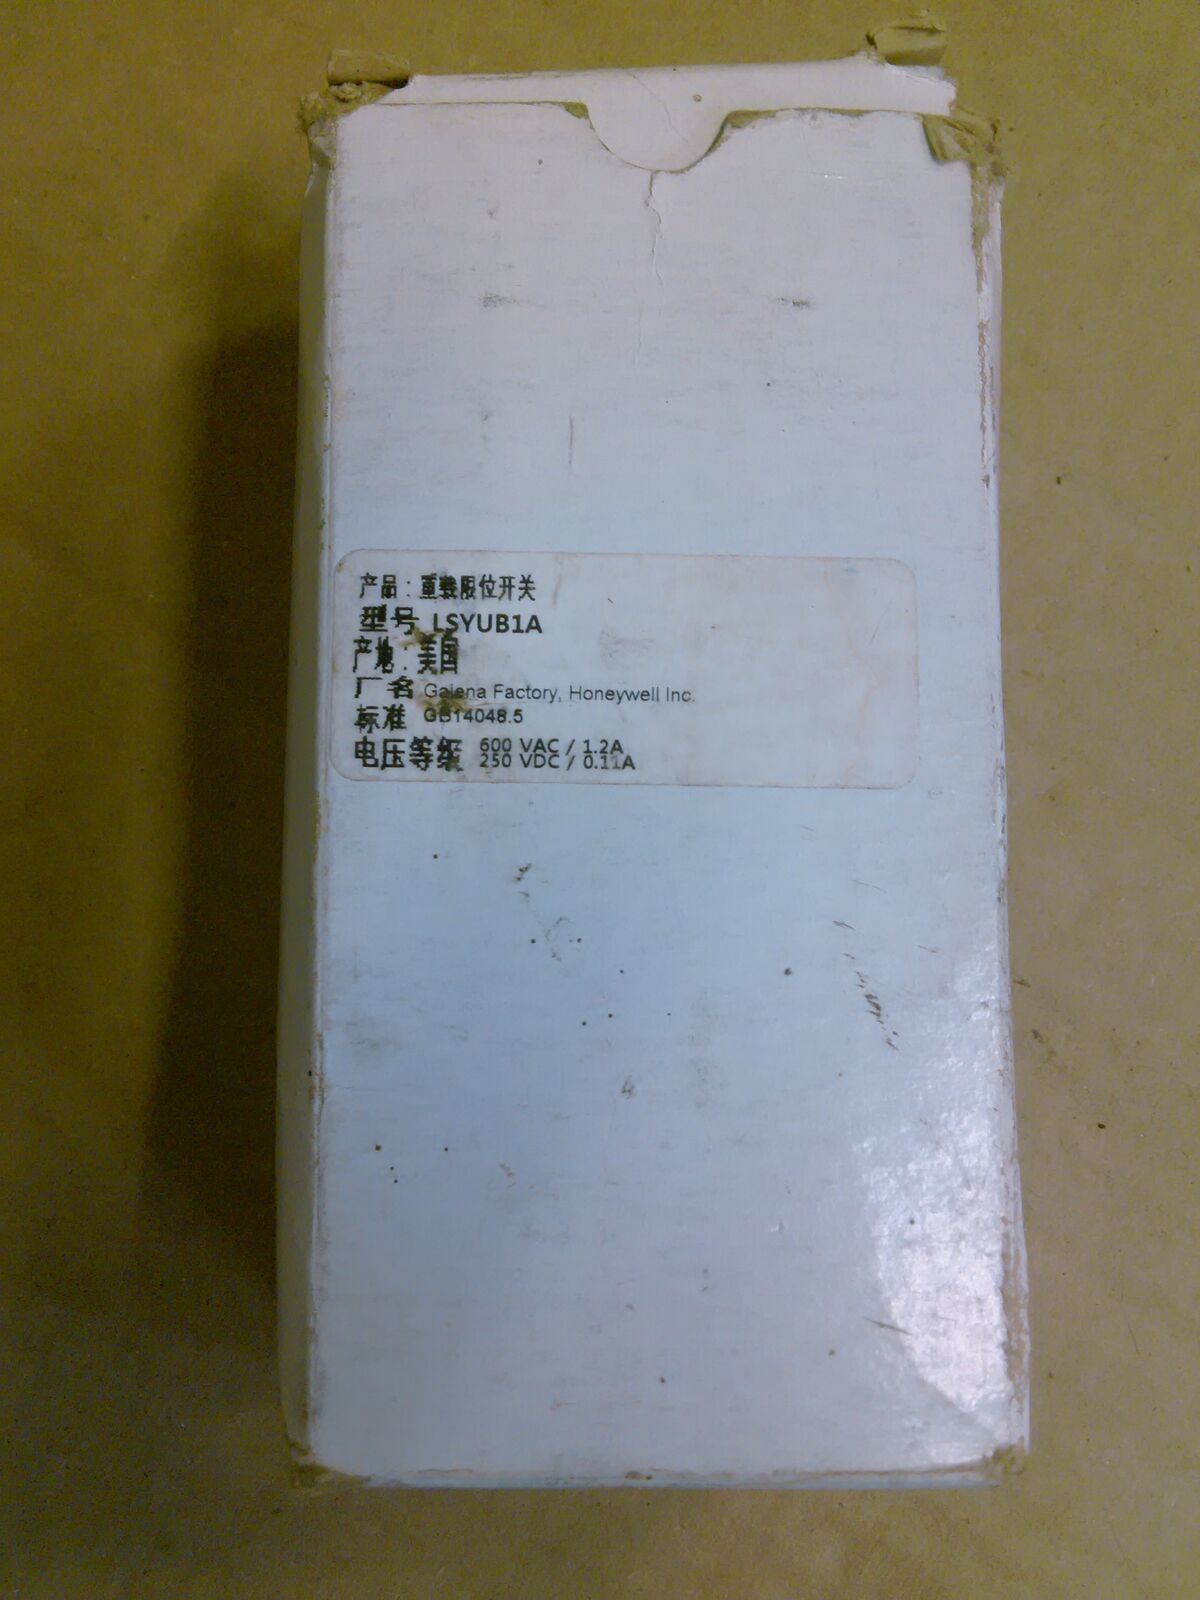 产品：重载限位开关
型号 LSYUB1A
产地：美国
厂名 Galena Factory, Honeywell Inc.
标准 GB14048.5
电压等级 600 VAC / 1.2A
250 VDC / 0.11A